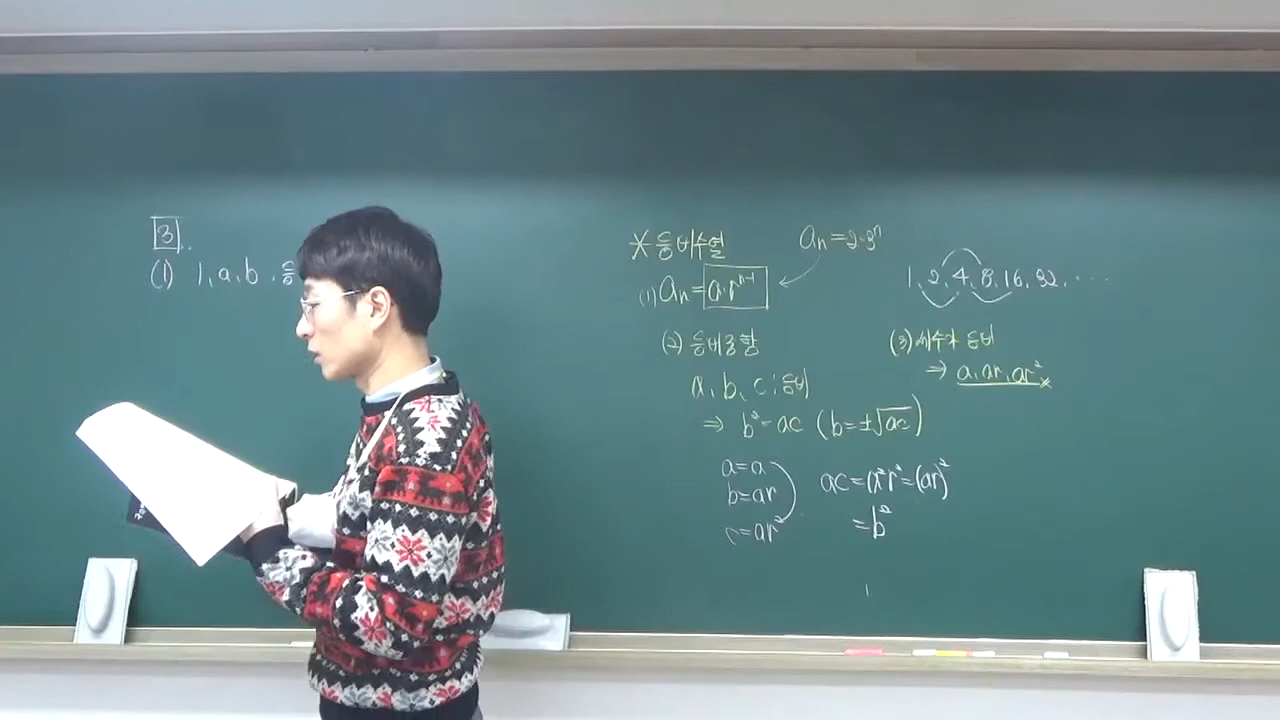 3.
(1) 1, a, b, 등
* 등비수열
aₙ=2·3ⁿ
(1) aₙ=a·rⁿ⁻¹
1, 2, 4, 8, 16, 32, ...
(2) 등비중항
a, b, c : 등비
⇒ b²=ac (b=±√ac)
(3) 세수가 등비
⇒ a, ar, ar²
a=a
b=ar
c=ar²
ac=a²r²=(ar)²
=b²